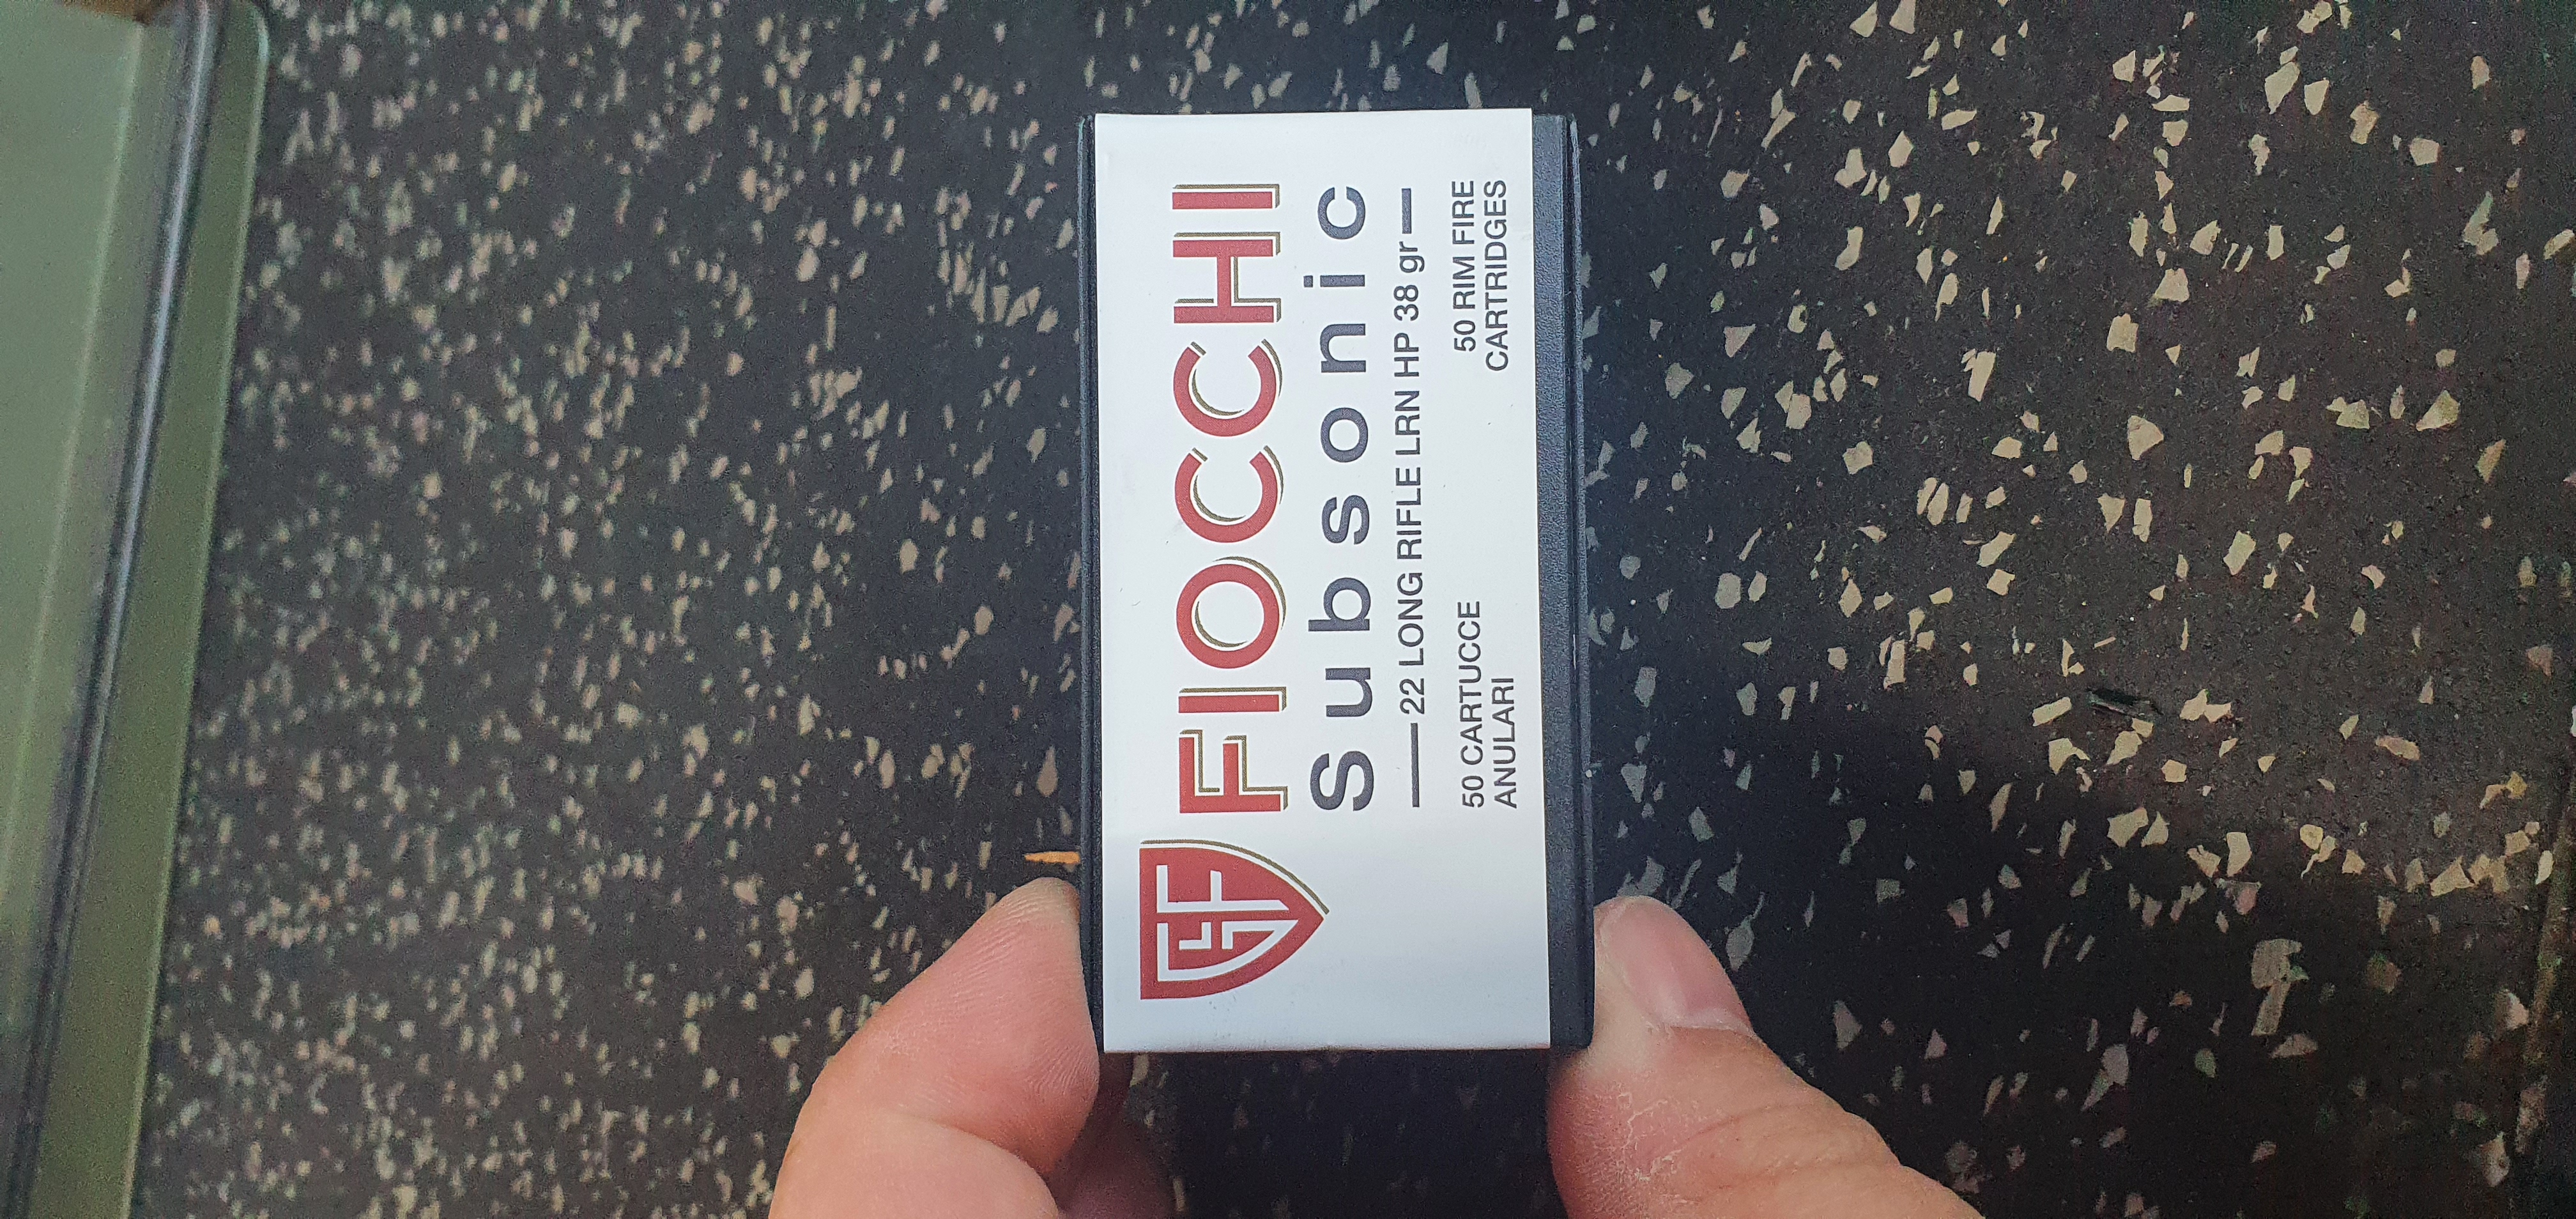 FIOCCHI
Subsonic
22 LONG RIFLE LRN HP 38 gr
50 CARTUCCE
ANULARI
50 RIM FIRE
CARTRIDGES